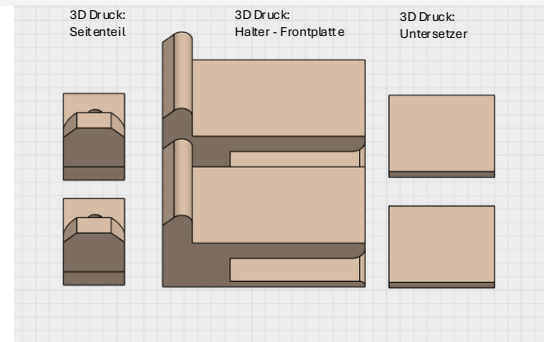 3D Druck:
Seitenteil
3D Druck:
Halter - Frontplatte
3D Druck:
Untersetzer